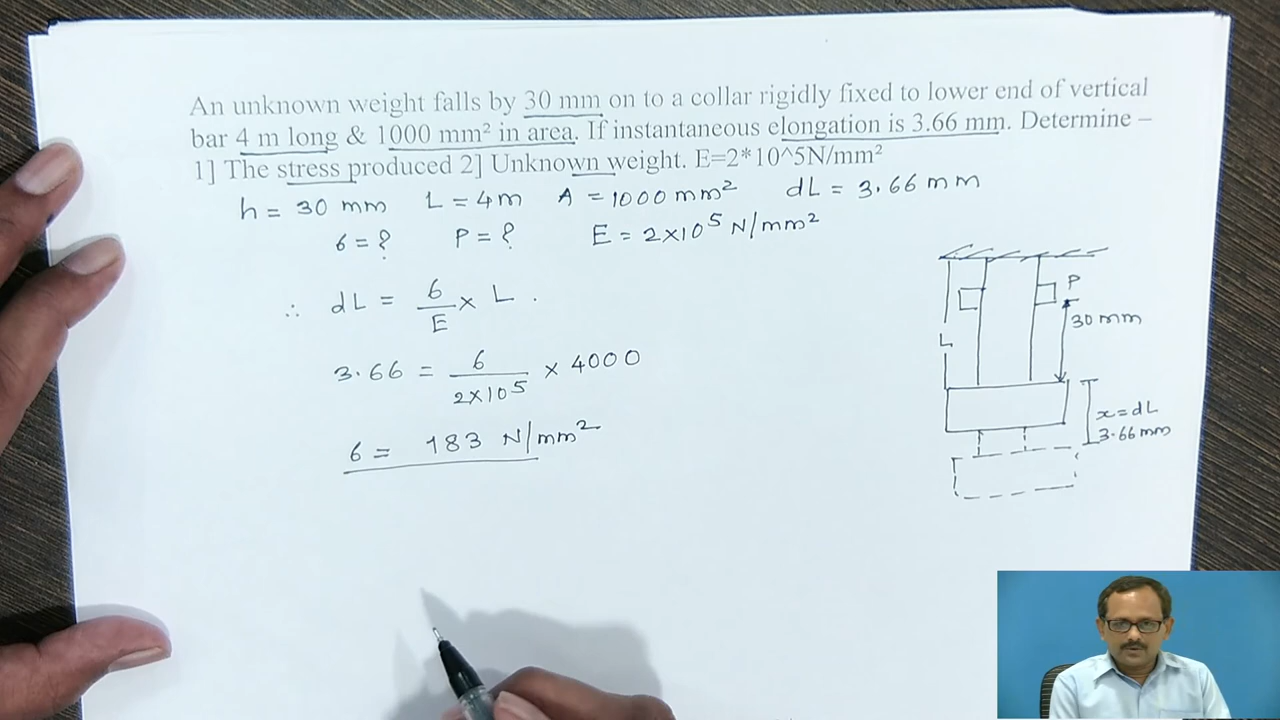 An unknown weight falls by 30 mm on to a collar rigidly fixed to lower end of vertical
bar 4 m long & 1000 mm² in area. If instantaneous elongation is 3.66 mm. Determine –
1] The stress produced 2] Unknown weight. E=2*10^5N/mm²
h = 30 mm L = 4m A = 1000 mm² dL = 3.66 mm
6 = ? P = ? E = 2×10⁵ N/mm²
∴ dL = 6/E × L .
3.66 = 6/2×10⁵ × 4000
6 = 183 N/mm²
P
30 mm
L
x = dL
3.66 mm